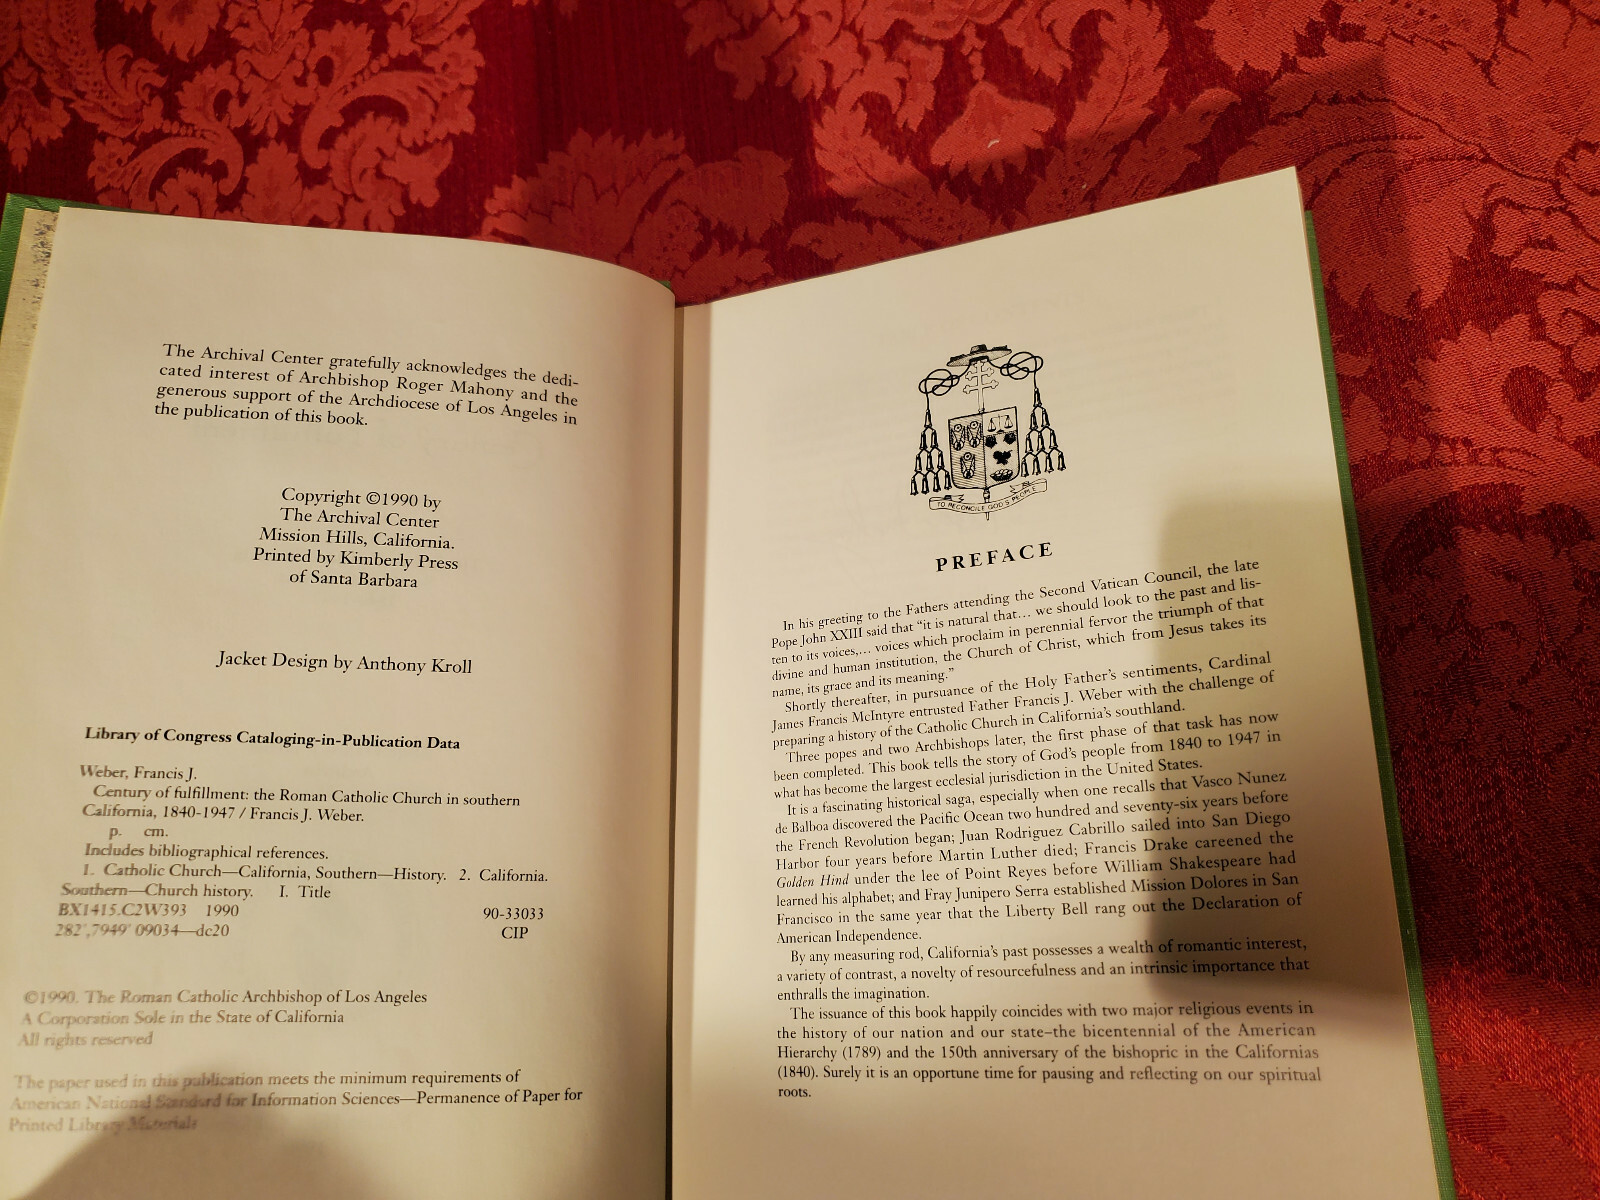 The Archival Center gratefully acknowledges the dedi-
cated interest of Archbishop Roger Mahony and the
generous support of the Archdiocese of Los Angeles in
the publication of this book.
Copyright ©1990 by
The Archival Center
Mission Hills, California.
Printed by Kimberly Press
of Santa Barbara
Jacket Design by Anthony Kroll
Library of Congress Cataloging-in-Publication Data
Weber, Francis J.
Century of fulfillment: the Roman Catholic Church in southern
California, 1840-1947 / Francis J. Weber.
p. cm.
Includes bibliographical references.
1. Catholic Church—California, Southern—History. 2. California.
Southern—Church history. I. Title
BX1415.C2W393 1990 90-33033
282',7949' 09034—dc20 CIP
©1990. The Roman Catholic Archbishop of Los Angeles
A Corporation Sole in the State of California
All rights reserved
The paper used in this publication meets the minimum requirements of
American National Standard for Information Sciences—Permanence of Paper for
Printed Library Materials
TO RECONCILE GOD'S PEOPLE
PREFACE
In his greeting to the Fathers attending the Second Vatican Council, the late
Pope John XXIII said that “it is natural that... we should look to the past and lis-
ten to its voices,... voices which proclaim in perennial fervor the triumph of that
divine and human institution, the Church of Christ, which from Jesus takes its
name, its grace and its meaning.”
Shortly thereafter, in pursuance of the Holy Father's sentiments, Cardinal
James Francis McIntyre entrusted Father Francis J. Weber with the challenge of
preparing a history of the Catholic Church in California's southland.
Three popes and two Archbishops later, the first phase of that task has now
been completed. This book tells the story of God's people from 1840 to 1947 in
what has become the largest ecclesial jurisdiction in the United States.
It is a fascinating historical saga, especially when one recalls that Vasco Nunez
de Balboa discovered the Pacific Ocean two hundred and seventy-six years before
the French Revolution began; Juan Rodriguez Cabrillo sailed into San Diego
Harbor four years before Martin Luther died; Francis Drake careened the
Golden Hind under the lee of Point Reyes before William Shakespeare had
learned his alphabet; and Fray Junipero Serra established Mission Dolores in San
Francisco in the same year that the Liberty Bell rang out the Declaration of
American Independence.
By any measuring rod, California's past possesses a wealth of romantic interest,
a variety of contrast, a novelty of resourcefulness and an intrinsic importance that
enthralls the imagination.
The issuance of this book happily coincides with two major religious events in
the history of our nation and our state–the bicentennial of the American
Hierarchy (1789) and the 150th anniversary of the bishopric in the Californias
(1840). Surely it is an opportune time for pausing and reflecting on our spiritual
roots.